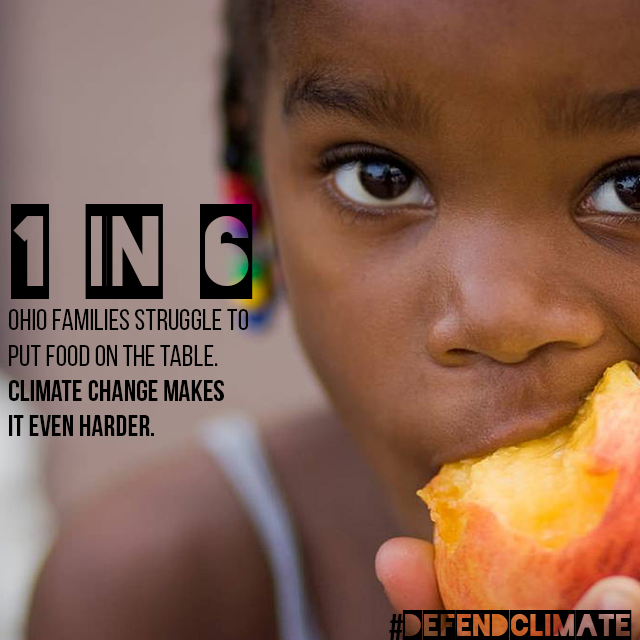 1 IN 6
OHIO FAMILIES STRUGGLE TO
PUT FOOD ON THE TABLE.
CLIMATE CHANGE MAKES
IT EVEN HARDER.
#DEFENDCLIMATE